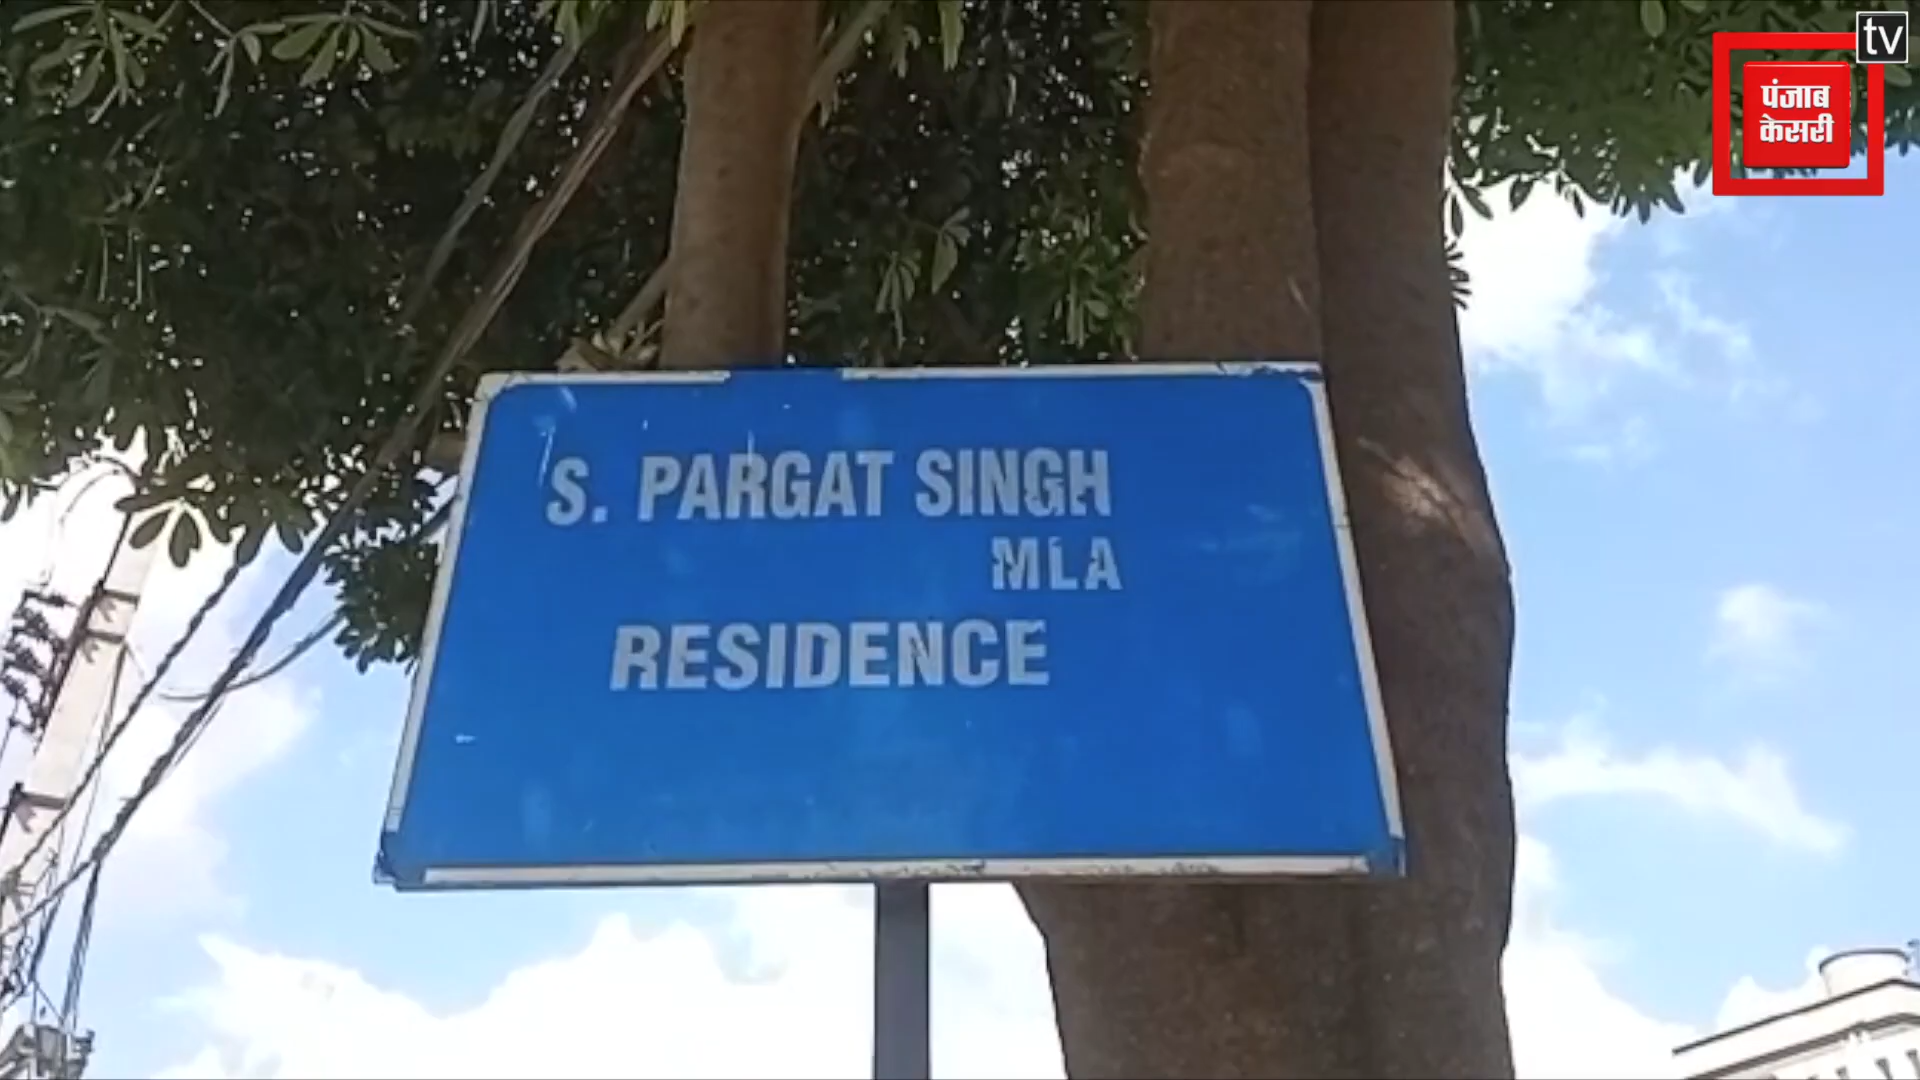 tv
पंजाब
केसरी
S. PARGAT SINGH
MLA
RESIDENCE